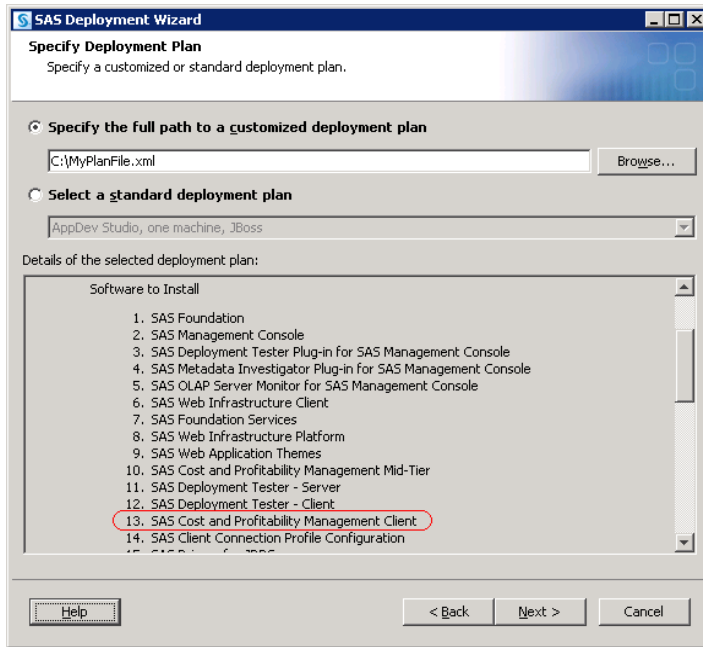 SAS Deployment Wizard
Specify Deployment Plan
Specify a customized or standard deployment plan.
Specify the full path to a customized deployment plan
C:\MyPlanFile.xml
Browse...
Select a standard deployment plan
AppDev Studio, one machine, JBoss
Details of the selected deployment plan:
Software to Install
1. SAS Foundation
2. SAS Management Console
3. SAS Deployment Tester Plug-in for SAS Management Console
4. SAS Metadata Investigator Plug-in for SAS Management Console
5. SAS OLAP Server Monitor for SAS Management Console
6. SAS Web Infrastructure Client
7. SAS Foundation Services
8. SAS Web Infrastructure Platform
9. SAS Web Application Themes
10. SAS Cost and Profitability Management Mid-Tier
11. SAS Deployment Tester - Server
12. SAS Deployment Tester - Client
13. SAS Cost and Profitability Management Client
14. SAS Client Connection Profile Configuration
Help
< Back
Next >
Cancel